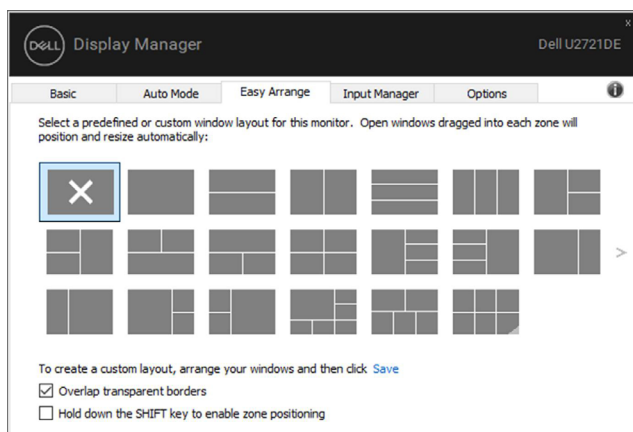 x
DELL Display Manager Dell U2721DE
Basic Auto Mode Easy Arrange Input Manager Options i
Select a predefined or custom window layout for this monitor. Open windows dragged into each zone will
position and resize automatically:
To create a custom layout, arrange your windows and then click Save
Overlap transparent borders
Hold down the SHIFT key to enable zone positioning